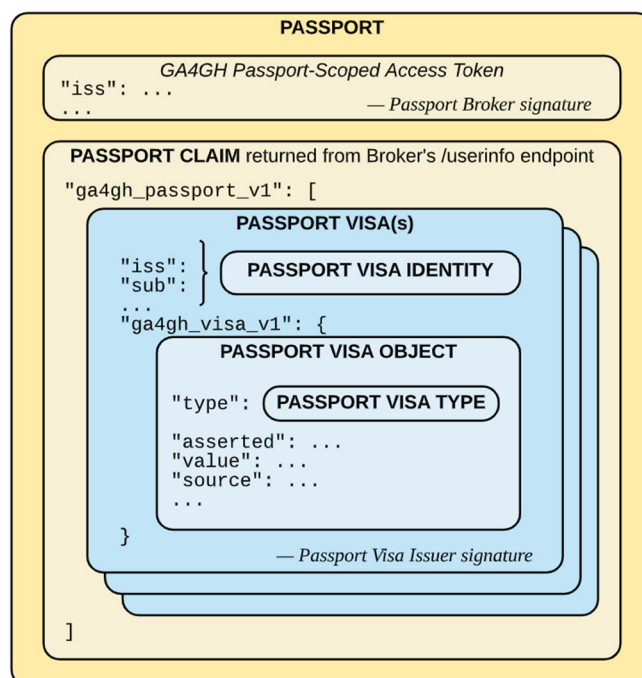 PASSPORT
GA4GH Passport-Scoped Access Token
"iss": ...
...
— Passport Broker signature
PASSPORT CLAIM returned from Broker's /userinfo endpoint
"ga4gh_passport_v1": [
PASSPORT VISA(s)
"iss":
"sub":
...
PASSPORT VISA IDENTITY
"ga4gh_visa_v1": {
PASSPORT VISA OBJECT
"type": PASSPORT VISA TYPE
"asserted": ...
"value": ...
"source": ...
...
}
— Passport Visa Issuer signature
]